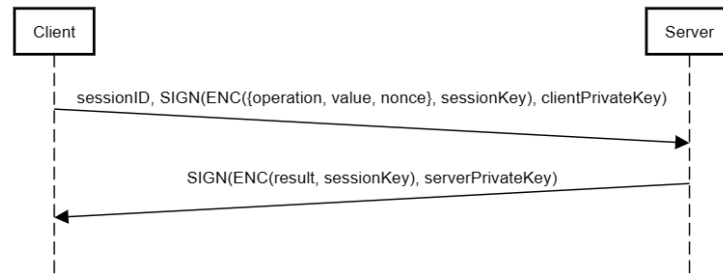 Client
Server
sessionID, SIGN(ENC({operation, value, nonce}, sessionKey), clientPrivateKey)
SIGN(ENC(result, sessionKey), serverPrivateKey)